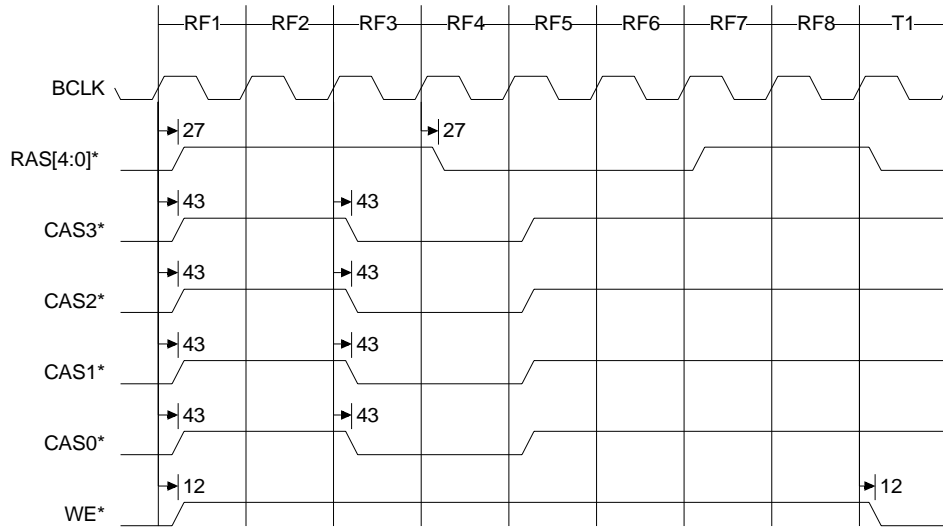 RF1 RF2 RF3 RF4 RF5 RF6 RF7 RF8 T1
BCLK
27 27
RAS[4:0]*
43 43
CAS3*
43 43
CAS2*
43 43
CAS1*
43 43
CAS0*
12 12
WE*